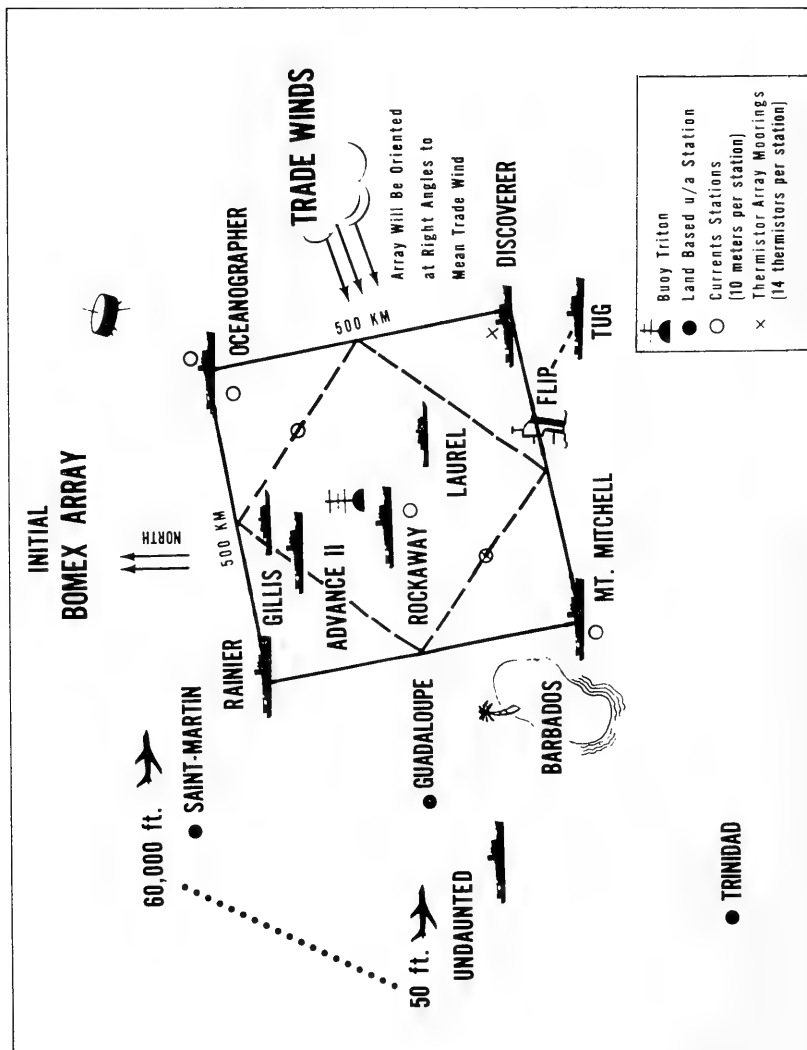 INITIAL
BOMEX ARRAY
NORTH
60,000 ft.
SAINT-MARTIN
RAINIER
500 KM
OCEANOGRAPHER
TRADE WINDS
Array Will Be Oriented
at Right Angles to
Mean Trade Wind
GILLIS
ADVANCE II
500 KM
50 ft.
UNDAUNTED
GUADALOUPE
ROCKAWAY
LAUREL
DISCOVERER
BARBADOS
MT. MITCHELL
FLIP
TUG
TRINIDAD
Buoy Triton
Land Based u/a Station
Currents Stations
(10 meters per station)
Thermistor Array Moorings
(14 thermistors per station)